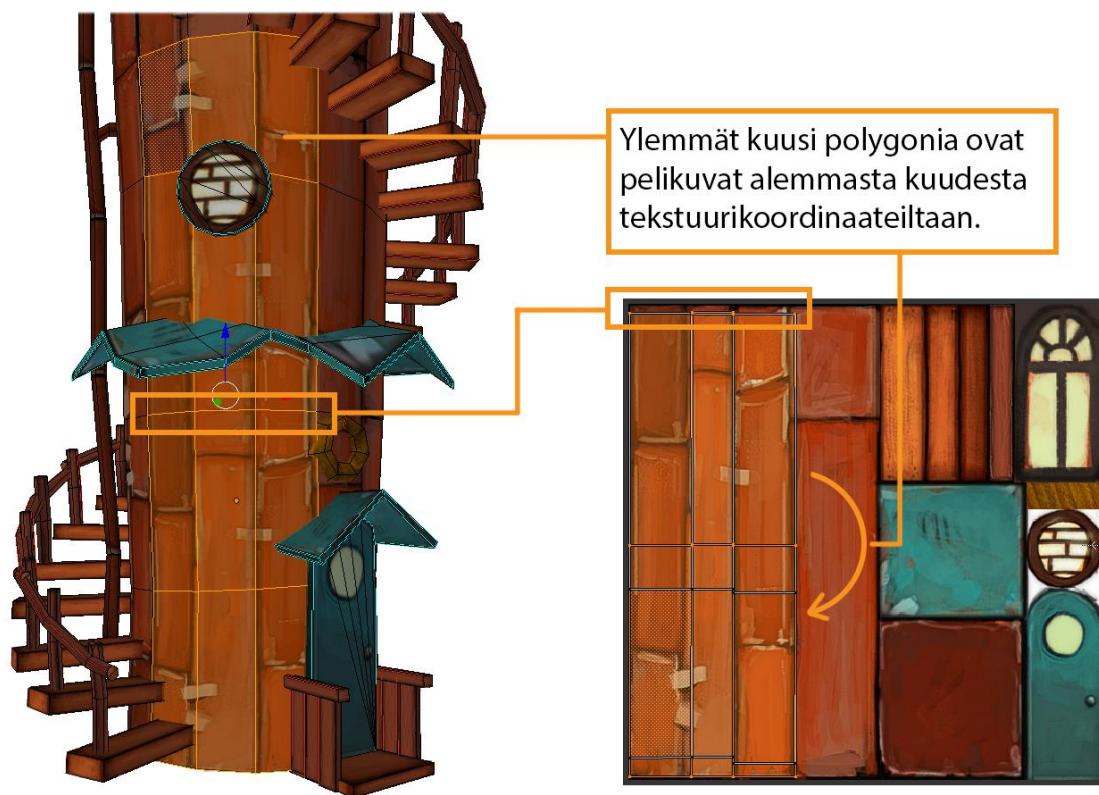 Ylemmät kuusi polygonia ovat
pelikuvat alemmasta kuudesta
tekstuurikoordinaateiltaan.